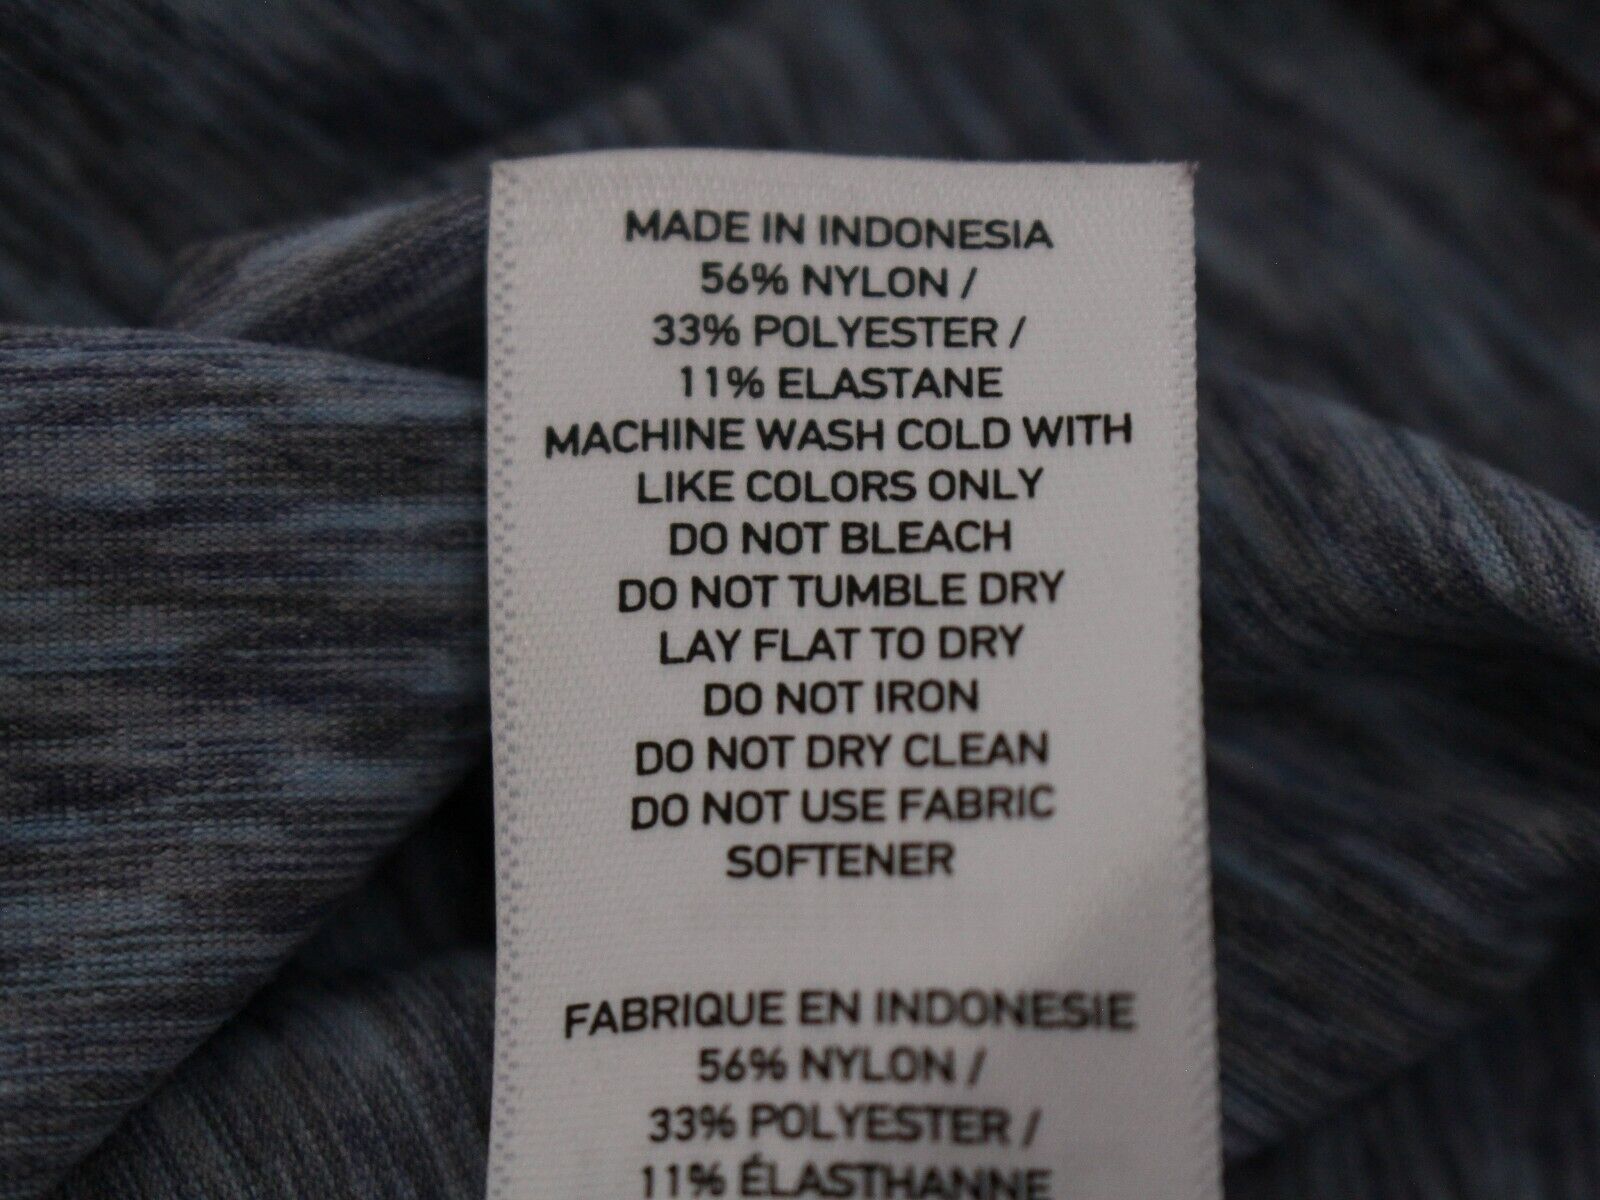 MADE IN INDONESIA
56% NYLON /
33% POLYESTER /
11% ELASTANE
MACHINE WASH COLD WITH
LIKE COLORS ONLY
DO NOT BLEACH
DO NOT TUMBLE DRY
LAY FLAT TO DRY
DO NOT IRON
DO NOT DRY CLEAN
DO NOT USE FABRIC
SOFTENER
FABRIQUE EN INDONESIE
56% NYLON /
33% POLYESTER /
11% ÉLASTHANNE